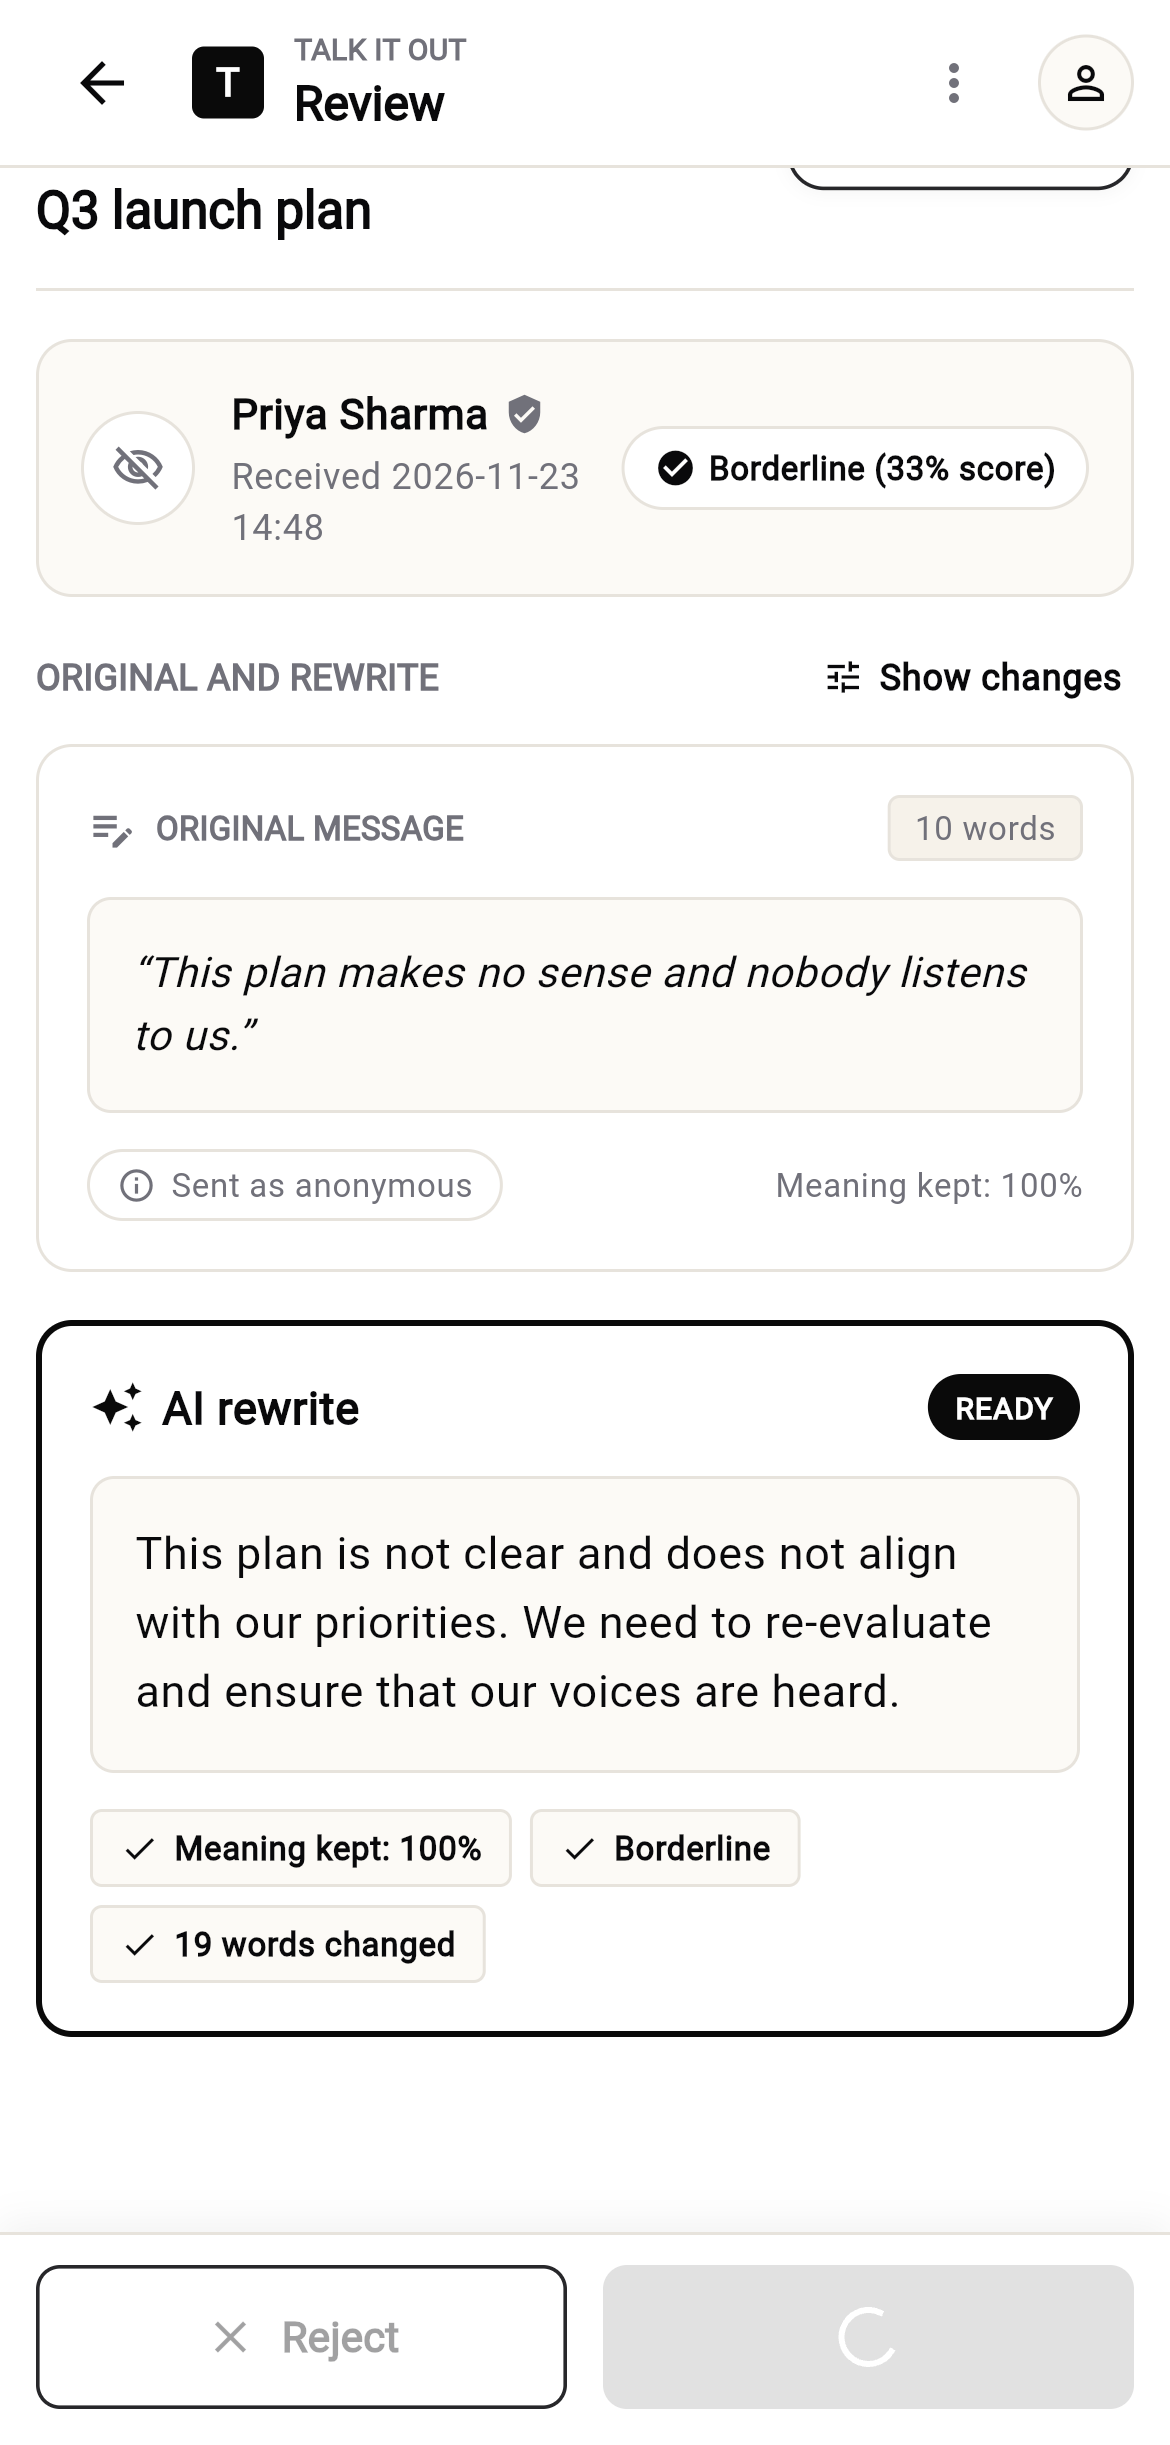 TALK IT OUT
T
Review
Q3 launch plan
Priya Sharma
Received 2026-11-23
14:48
Borderline (33% score)
ORIGINAL AND REWRITE
Show changes
ORIGINAL MESSAGE
10 words
“This plan makes no sense and nobody listens
to us.”
Sent as anonymous
Meaning kept: 100%
AI rewrite
READY
This plan is not clear and does not align
with our priorities. We need to re-evaluate
and ensure that our voices are heard.
Meaning kept: 100%
Borderline
19 words changed
Reject